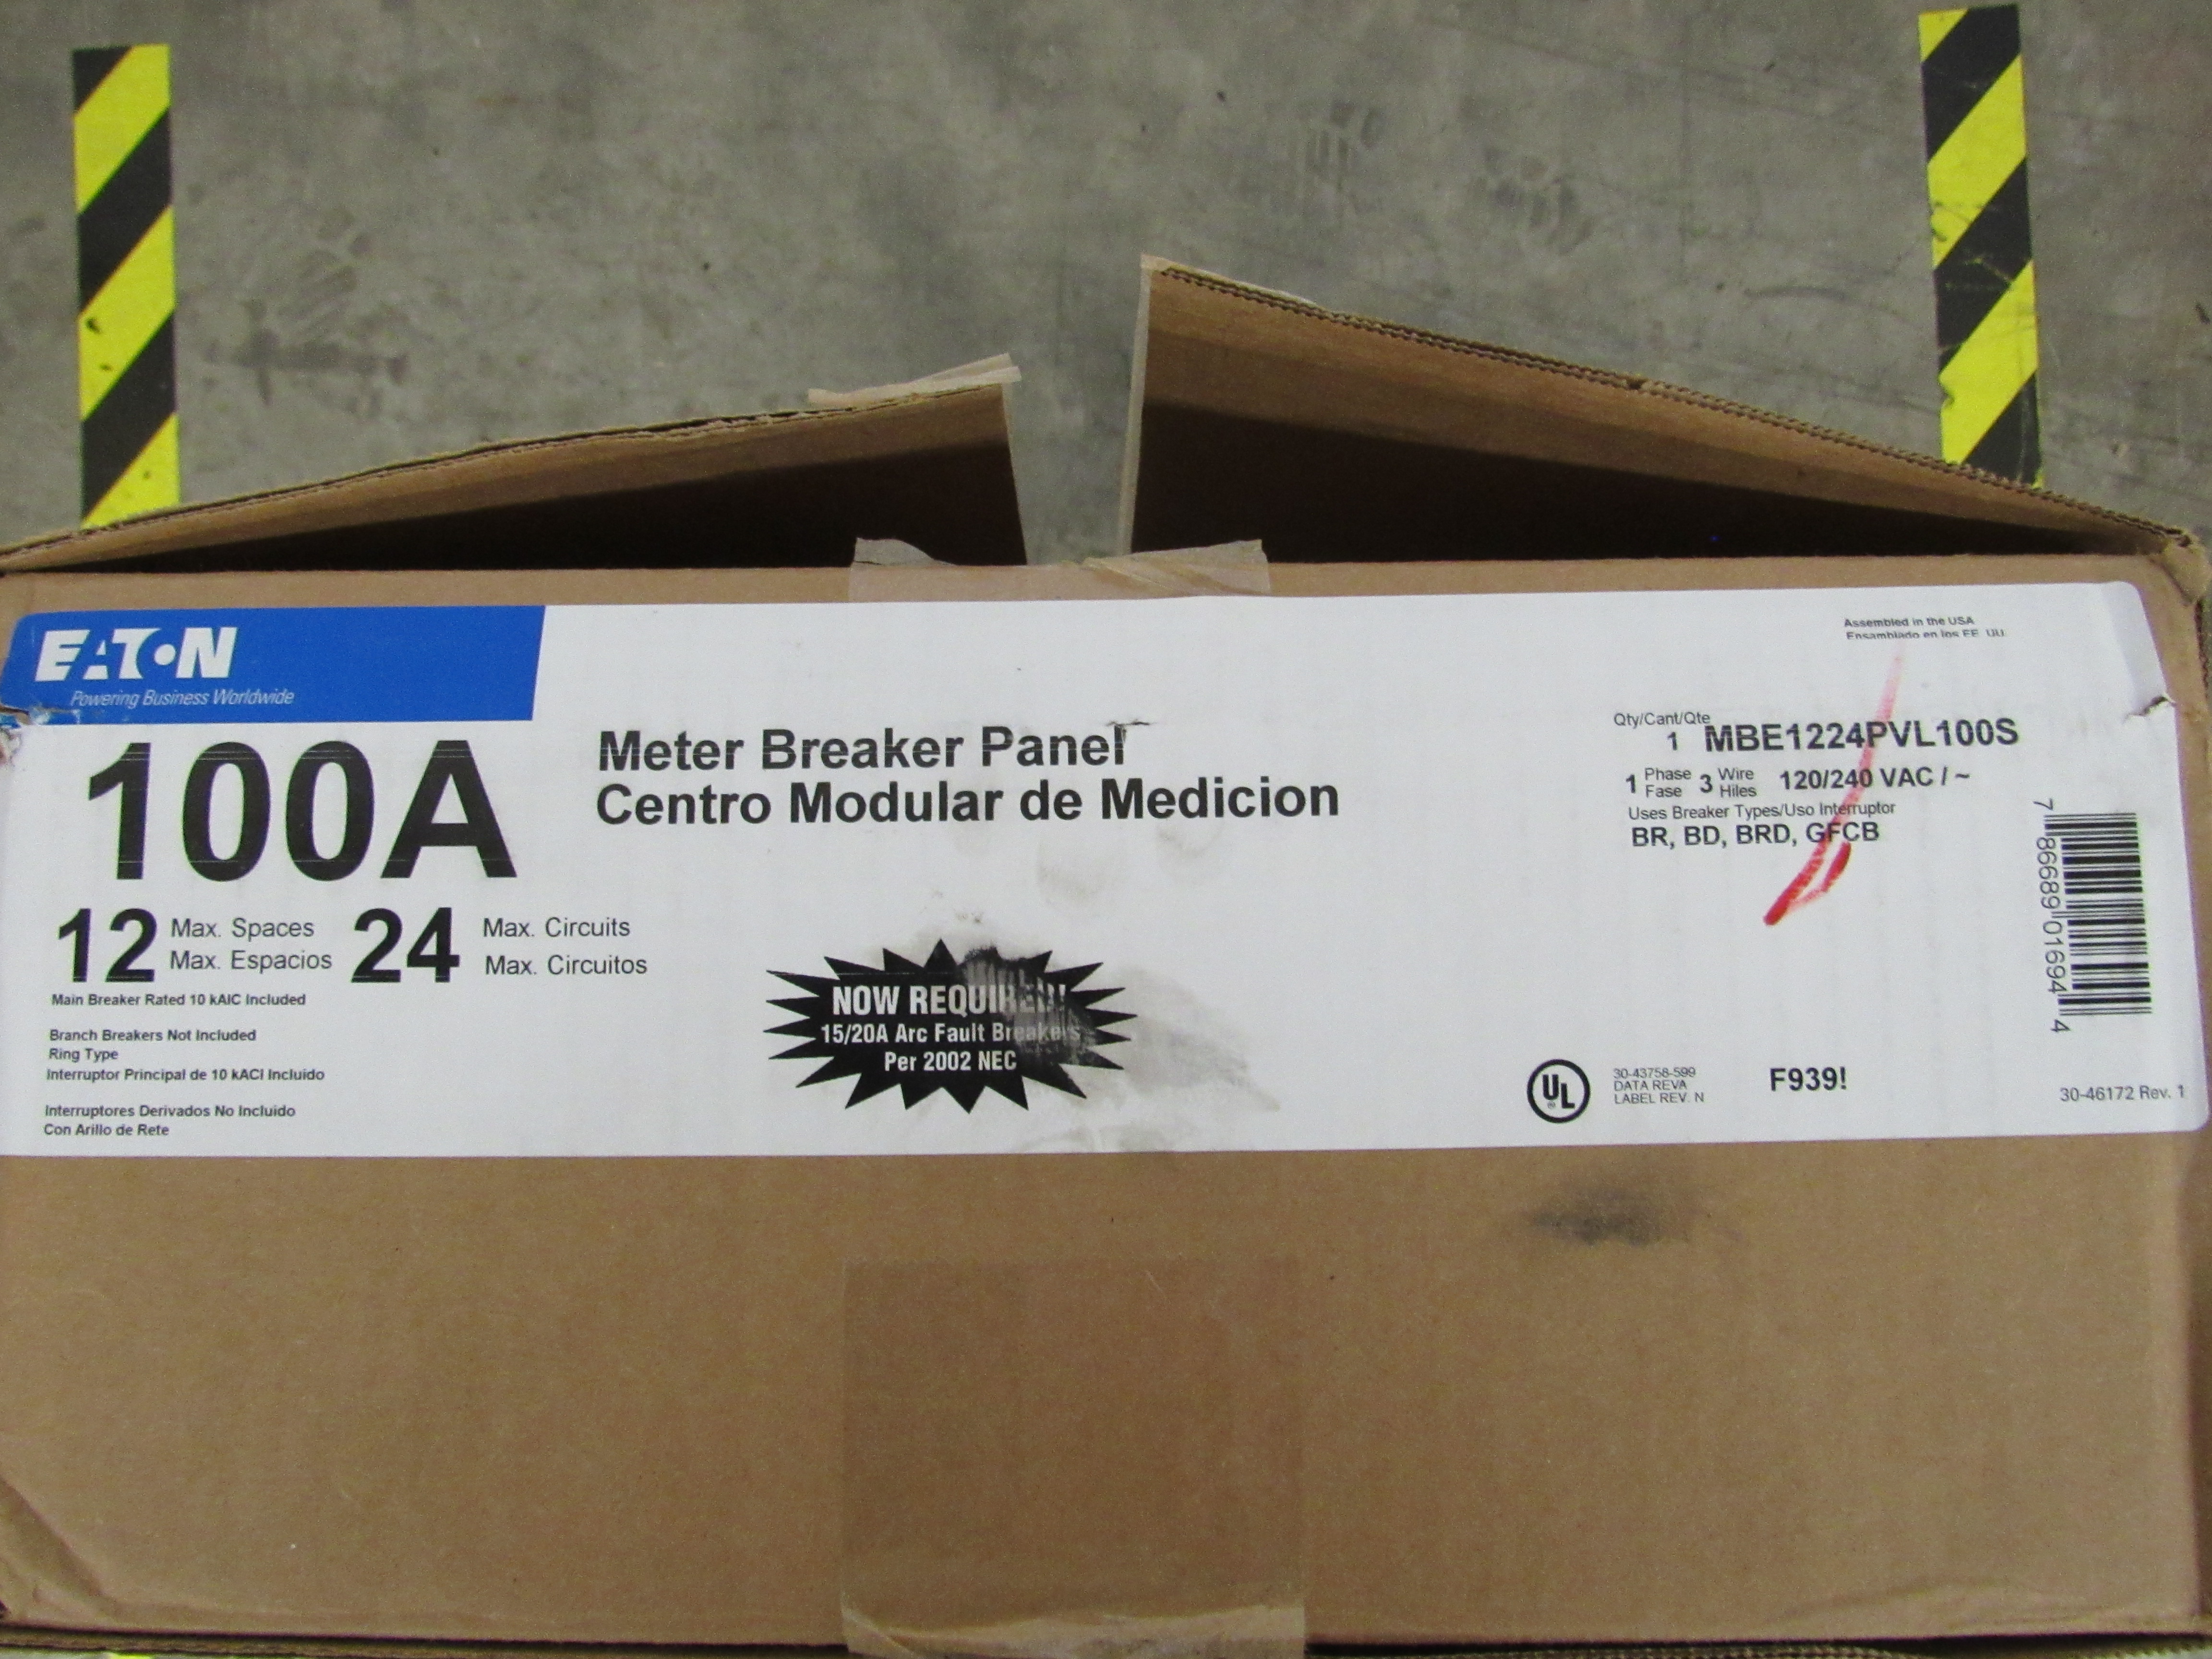 EATON
Powering Business Worldwide
100A
12 Max. Spaces
Max. Espacios
24 Max. Circuits
Max. Circuitos
Main Breaker Rated 10 kAIC Included
Branch Breakers Not Included
Ring Type
Interruptor Principal de 10 kACI Incluido
Interruptores Derivados No Incluido
Con Arillo de Rete
Meter Breaker Panel
Centro Modular de Medicion
NOW REQUIRED!
15/20A Arc Fault Breakers
Per 2002 NEC
Assembled in the USA
Ensamblado en los EE. UU.
Qty/Cant/Qte
1 MBE1224PVL100S
1 Phase 3 Wire 120/240 VAC / ~
Fase Hiles
Uses Breaker Types/Uso Interruptor
BR, BD, BRD, GFCB
7 86689 01694 4
UL
30-43758-599
DATA REVA
LABEL REV. N
F939!
30-46172 Rev. 1